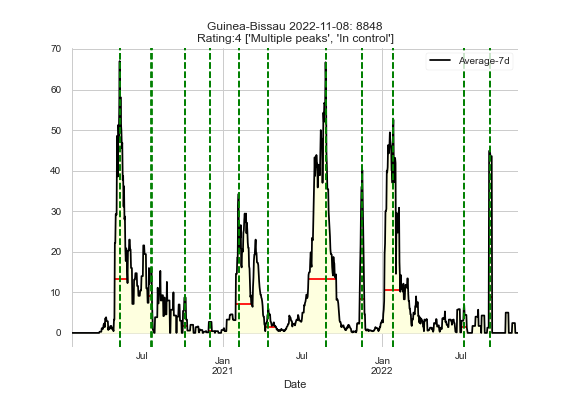 Guinea-Bissau 2022-11-08: 8848
Rating:4 ['Multiple peaks', 'In control']
Average-7d
70
60
50
40
30
20
10
0
Jul
Jan
2021
Jul
Jan
2022
Jul
Date